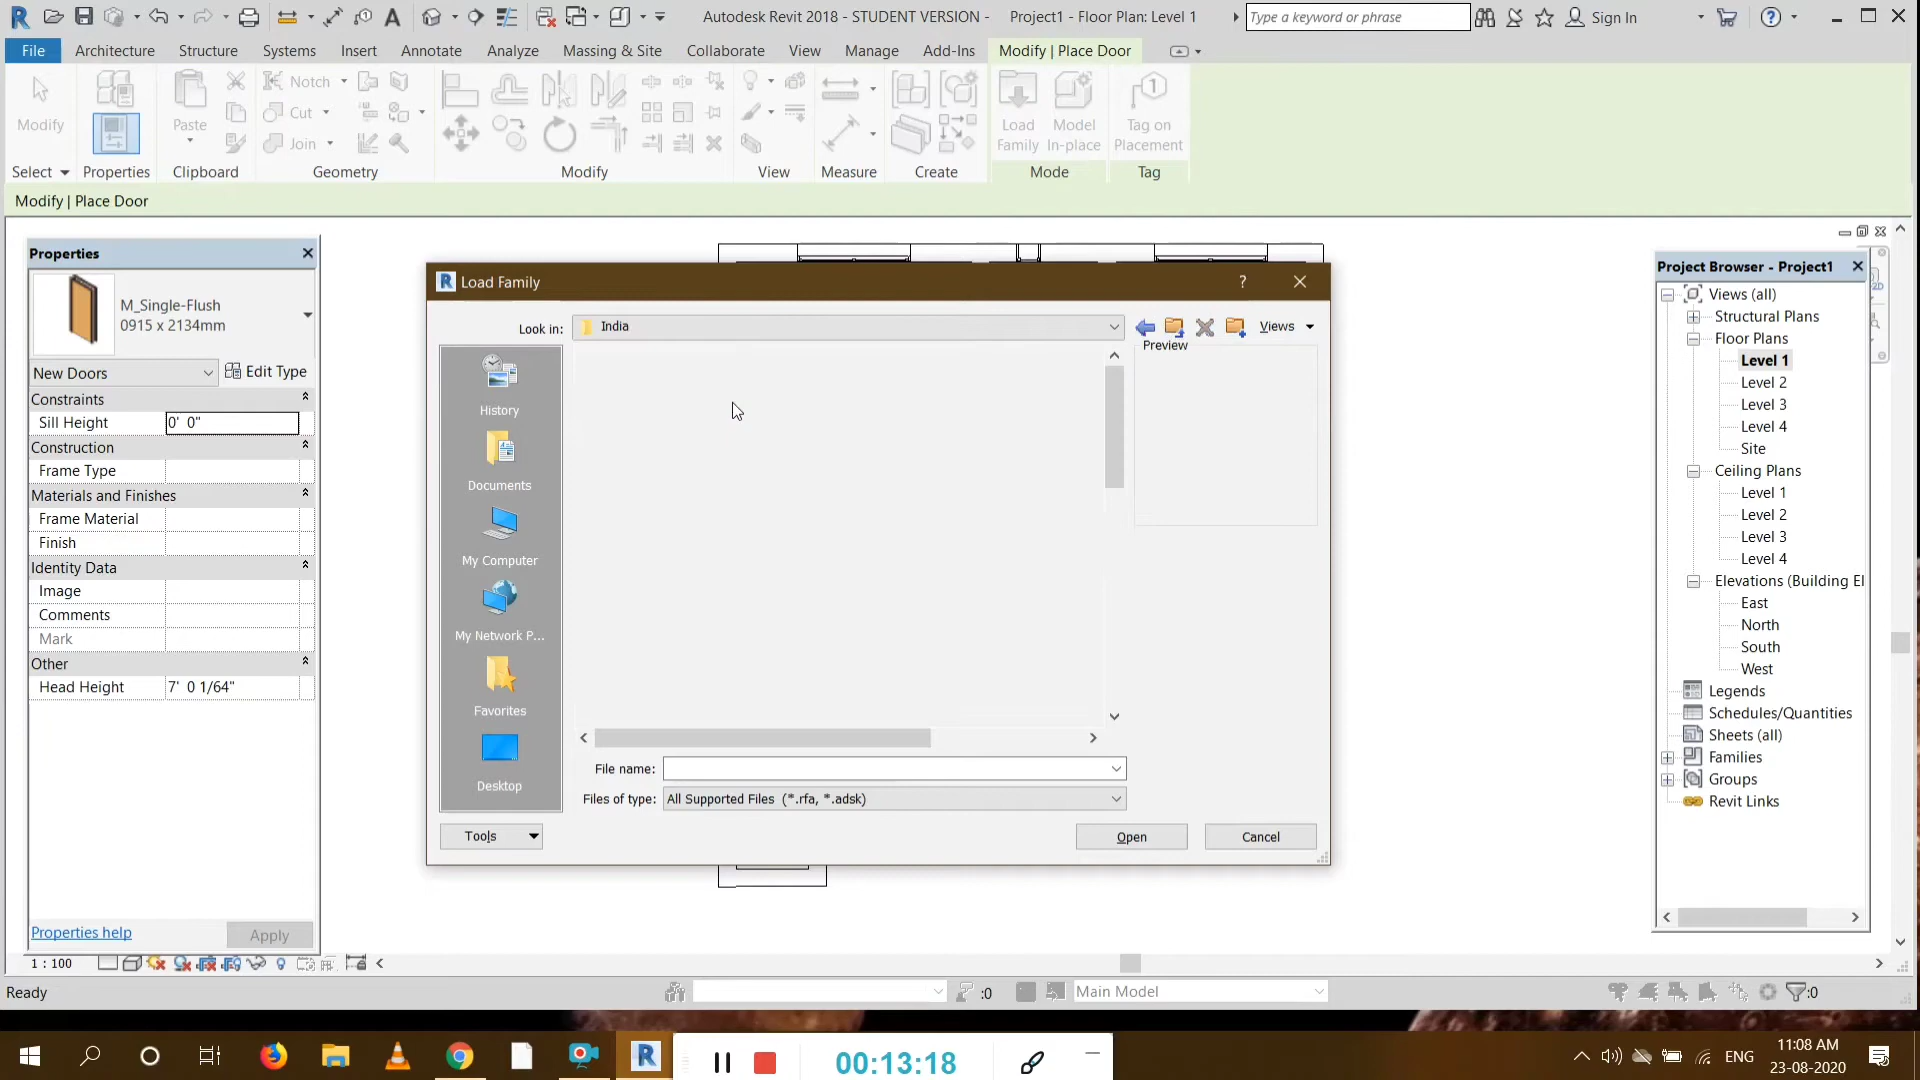 Autodesk Revit 2018 - STUDENT VERSION -
Project1 - Floor Plan: Level 1
Type a keyword or phrase
Sign In
File
Architecture
Structure
Systems
Insert
Annotate
Analyze
Massing & Site
Collaborate
View
Manage
Add-Ins
Modify | Place Door
Modify
Paste
Notch
Cut
Join
Load Family
Model In-place
Tag on Placement
Select
Properties
Clipboard
Geometry
Modify
View
Measure
Create
Mode
Tag
Modify | Place Door
Properties
M_Single-Flush
0915 x 2134mm
New Doors
Edit Type
Constraints
Sill Height
0' 0"
Construction
Frame Type
Materials and Finishes
Frame Material
Finish
Identity Data
Image
Comments
Mark
Other
Head Height
7' 0 1/64"
Properties help
Apply
Load Family
Look in:
India
Views
Preview
History
Documents
My Computer
My Network P...
Favorites
Desktop
File name:
Files of type:
All Supported Files (*.rfa, *.adsk)
Tools
Open
Cancel
Project Browser - Project1
Views (all)
Structural Plans
Floor Plans
Level 1
Level 2
Level 3
Level 4
Site
Ceiling Plans
Level 1
Level 2
Level 3
Level 4
Elevations (Building El
East
North
South
West
Legends
Schedules/Quantities
Sheets (all)
Families
Groups
Revit Links
1 : 100
Ready
:0
Main Model
:0
00:13:18
ENG
11:08 AM
23-08-2020